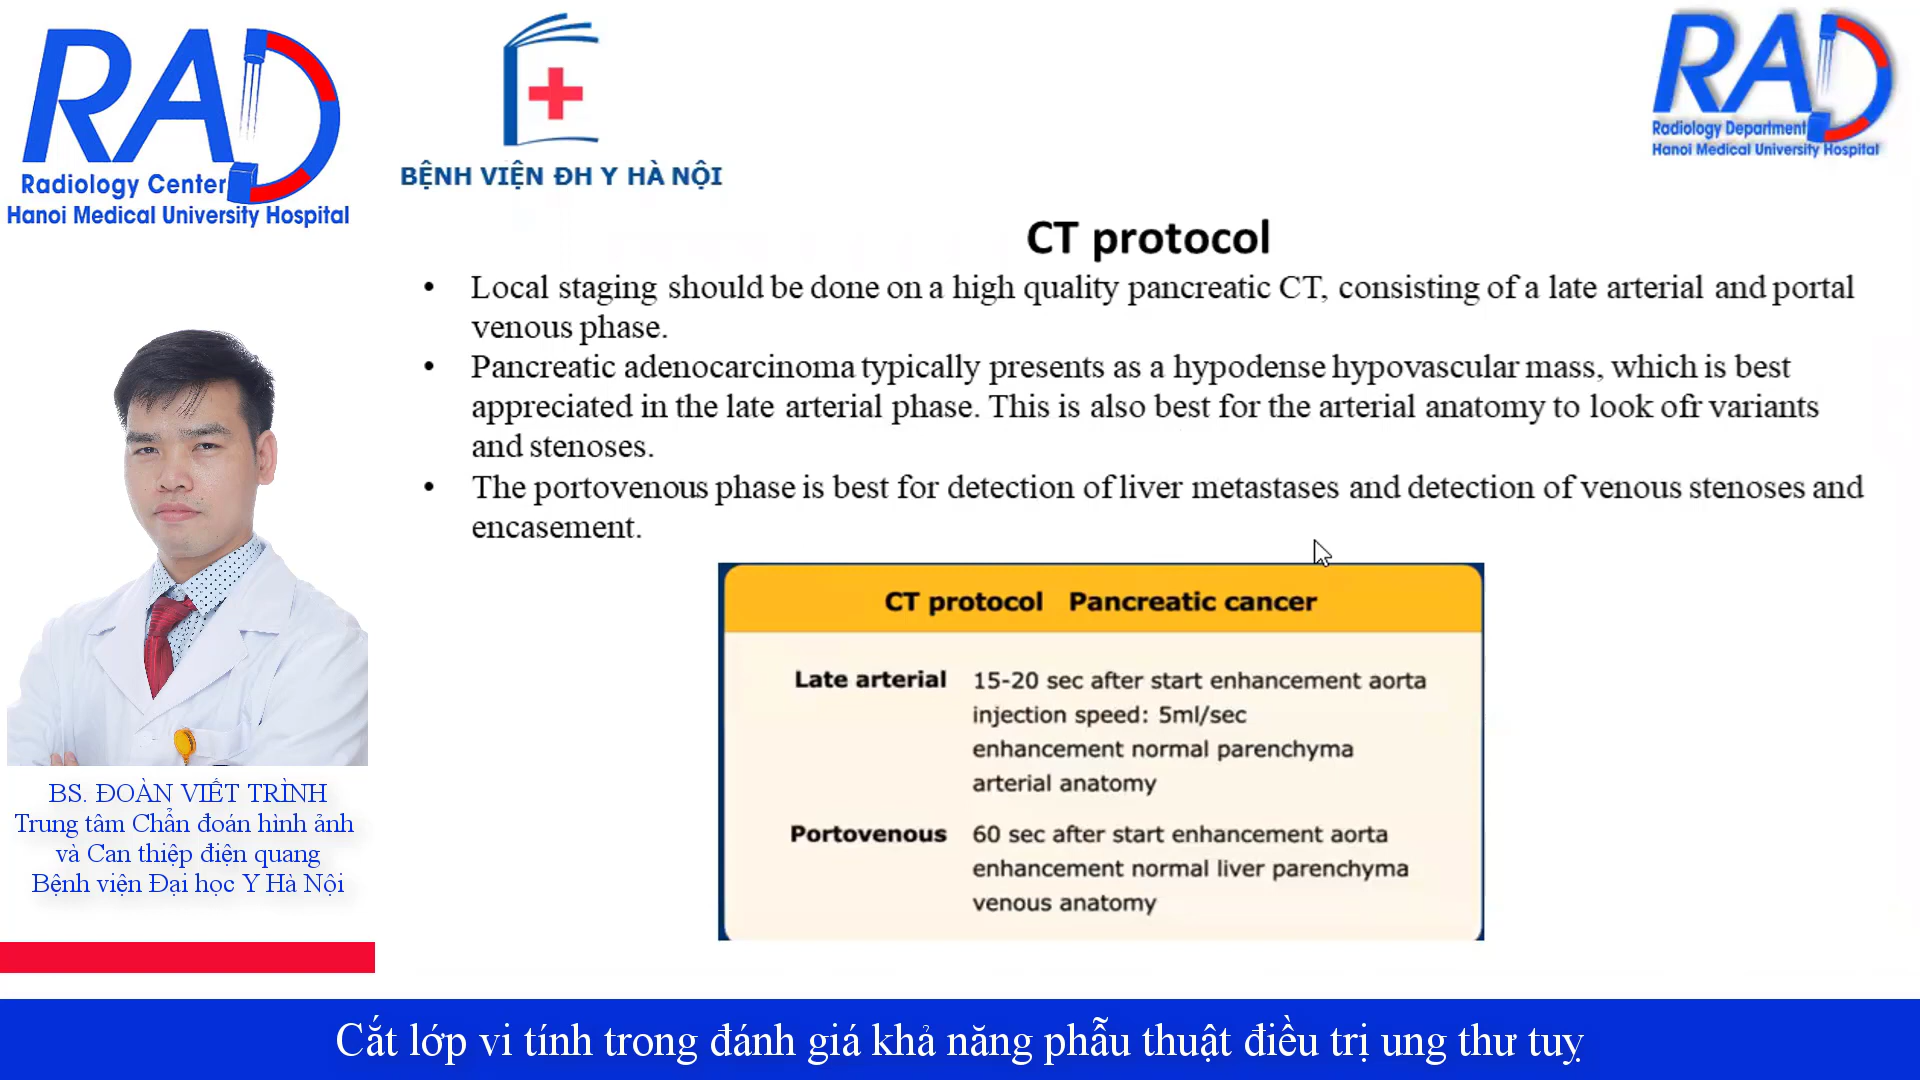 RAD
Radiology Center
Hanoi Medical University Hospital
BỆNH VIỆN ĐH Y HÀ NỘI
RAD
Radiology Department
Hanoi Medical University Hospital
CT protocol
• Local staging should be done on a high quality pancreatic CT, consisting of a late arterial and portal
venous phase.
• Pancreatic adenocarcinoma typically presents as a hypodense hypovascular mass, which is best
appreciated in the late arterial phase. This is also best for the arterial anatomy to look ofr variants
and stenoses.
• The portovenous phase is best for detection of liver metastases and detection of venous stenoses and
encasement.
CT protocol Pancreatic cancer
Late arterial 15-20 sec after start enhancement aorta
injection speed: 5ml/sec
enhancement normal parenchyma
arterial anatomy
Portovenous 60 sec after start enhancement aorta
enhancement normal liver parenchyma
venous anatomy
BS. ĐOÀN VIẾT TRÌNH
Trung tâm Chẩn đoán hình ảnh
và Can thiệp điện quang
Bệnh viện Đại học Y Hà Nội
Cắt lớp vi tính trong đánh giá khả năng phẫu thuật điều trị ung thư tuỵ